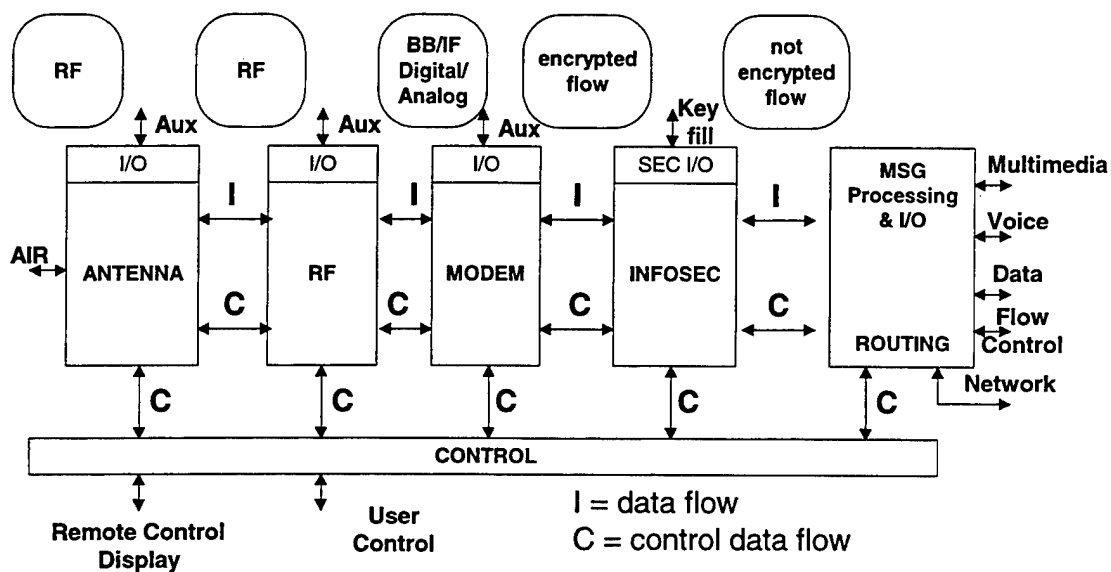 RF
RF
BB/IF
Digital/
Analog
encrypted
flow
not
encrypted
flow
Aux
Aux
Aux
Key
fill
I/O
I/O
I/O
SEC I/O
MSG
Processing
& I/O
Multimedia
I
I
I
I
Voice
AIR
ANTENNA
RF
MODEM
INFOSEC
Data
C
C
C
C
Flow
Control
ROUTING
Network
C
C
C
C
C
CONTROL
Remote Control
Display
User
Control
I = data flow
C = control data flow